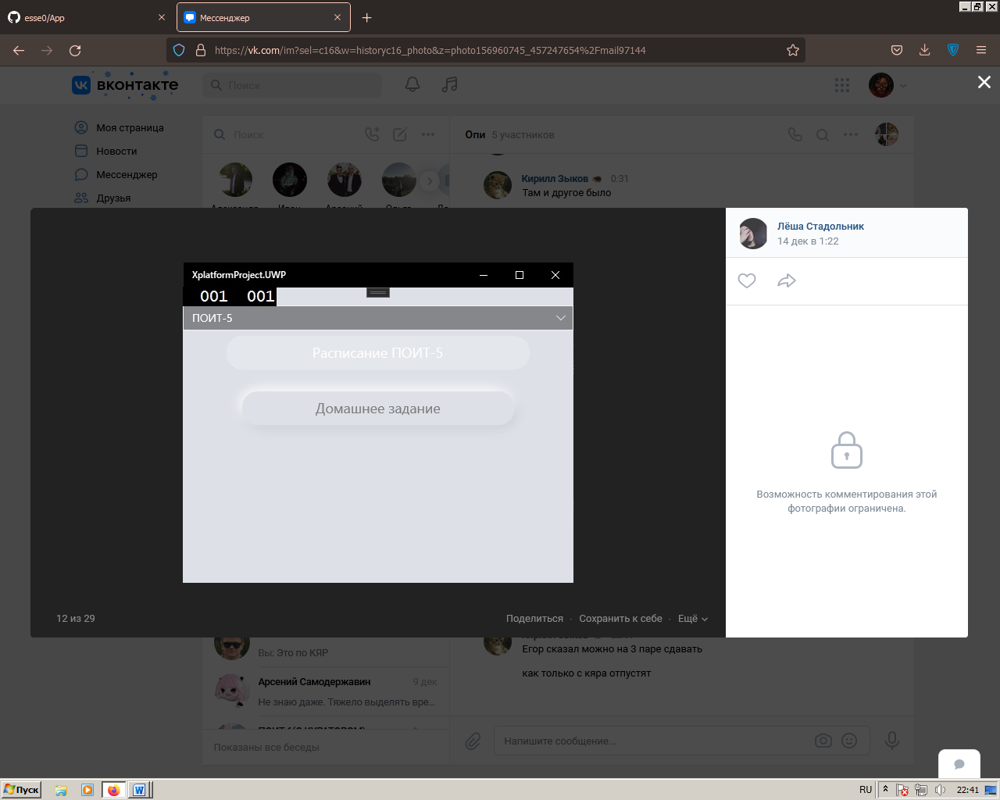 esse0/App
Мессенджер
https://vk.com/im?sel=c16&w=historyc16_photo&z=photo156960745_457247654%2Fmail97144
вконтакте
Поиск
Моя страница
Новости
Мессенджер
Друзья
Поиск
Опи 5 участников
Кирилл Зыков 0:31
Там и другое было
XplatformProject.UWP
001 001
ПОИТ-5
Расписание ПОИТ-5
Домашнее задание
12 из 29
Поделиться · Сохранить к себе · Ещё
Лёша Стадольник
14 дек в 1:22
Возможность комментирования этой
фотографии ограничена.
Вы: Это по КЯР
Арсений Самодержавин 9 дек
Не знаю даже. Тяжело выделять вре...
Показаны все беседы
Егор сказал можно на 3 паре сдавать
как только с кяра отпустят
Напишите сообщение...
Пуск
RU
22:41